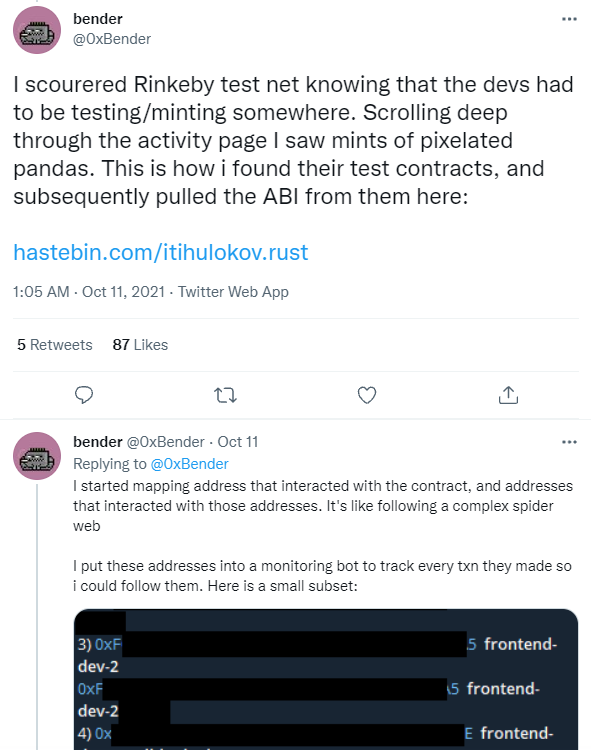 bender
@0xBender
I scourered Rinkeby test net knowing that the devs had
to be testing/minting somewhere. Scrolling deep
through the activity page I saw mints of pixelated
pandas. This is how i found their test contracts, and
subsequently pulled the ABI from them here:
hastebin.com/itihulokov.rust
1:05 AM · Oct 11, 2021 · Twitter Web App
5 Retweets 87 Likes
bender @0xBender · Oct 11
Replying to @0xBender
I started mapping address that interacted with the contract, and addresses
that interacted with those addresses. It's like following a complex spider
web
I put these addresses into a monitoring bot to track every txn they made so
i could follow them. Here is a small subset:
3) 0xF 5 frontend-
dev-2
0xF 5 frontend-
dev-2
4) 0x E frontend-